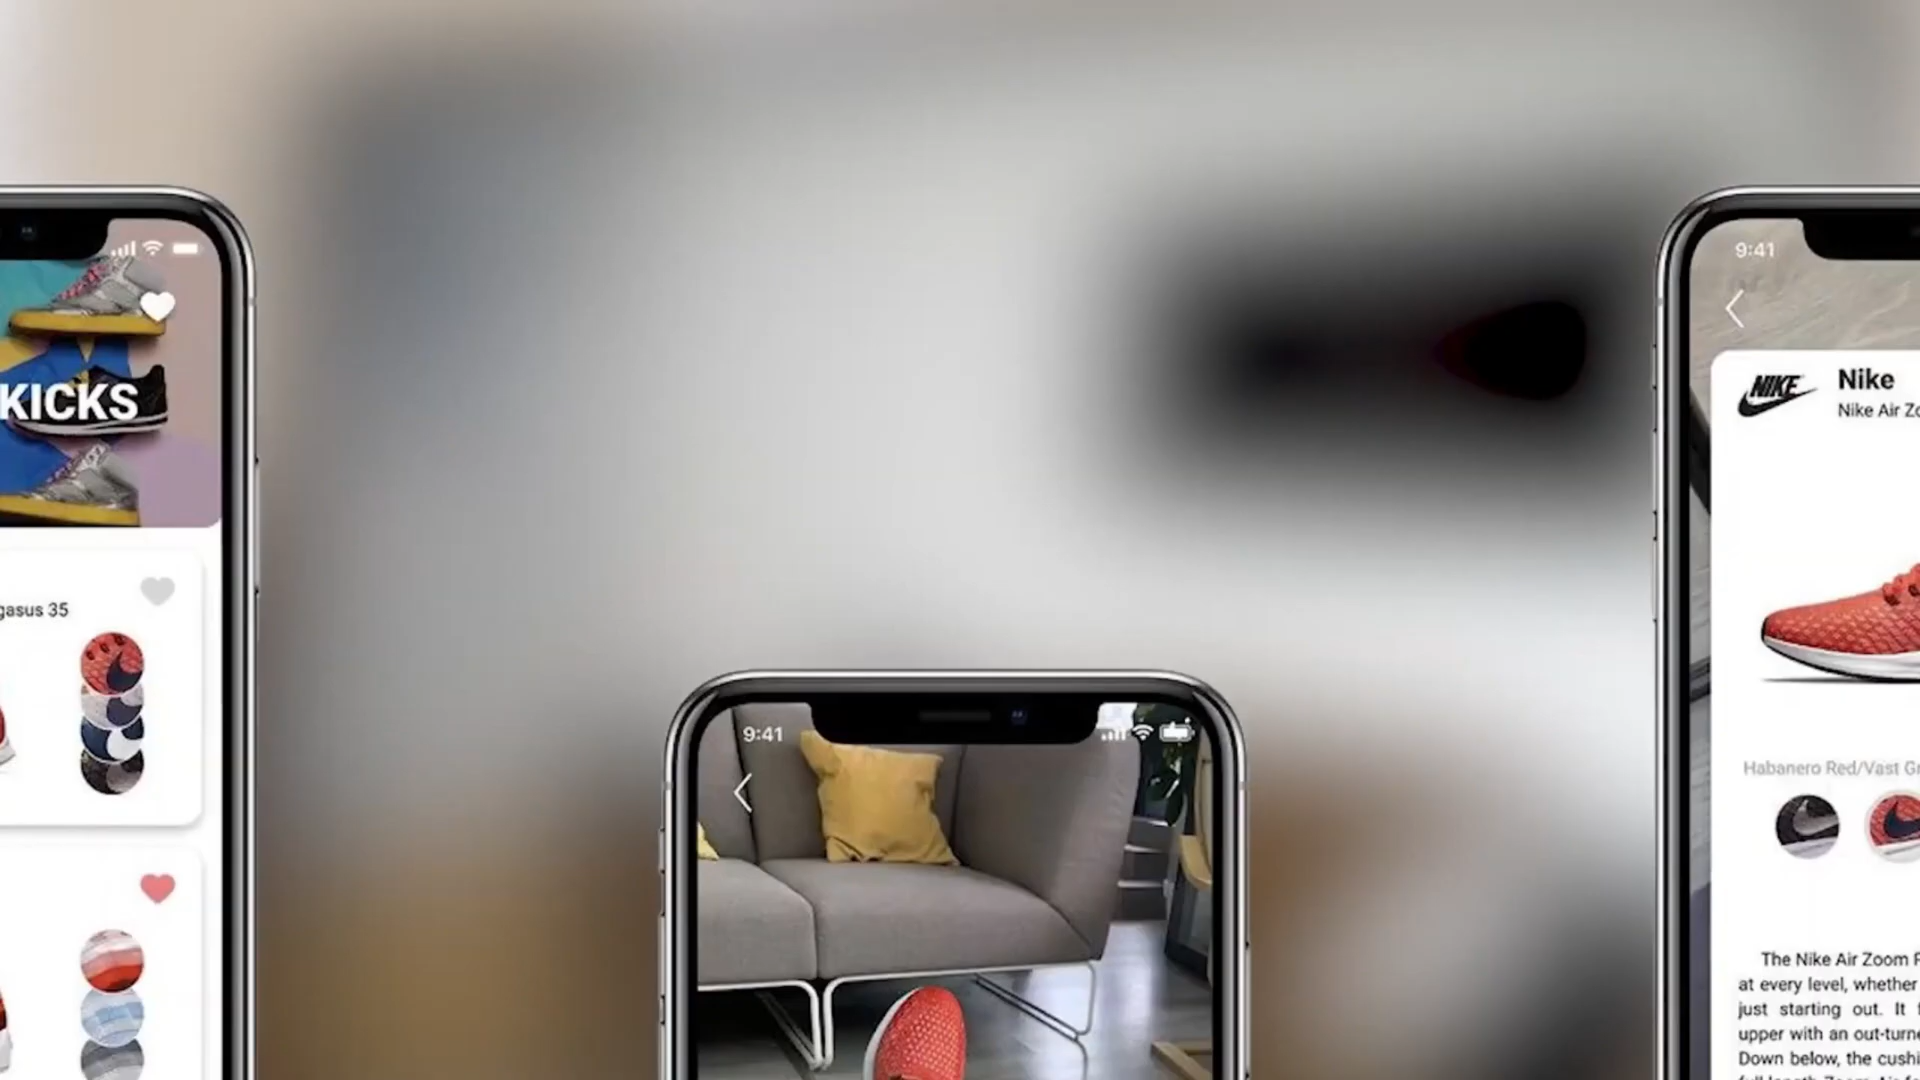 KICKS
gasus 35
9:41
9:41
NIKE
Nike
Nike Air Zo
Habanero Red/Vast Gr
The Nike Air Zoom P
at every level, whether
just starting out. It f
upper with an out-turne
Down below, the cushi